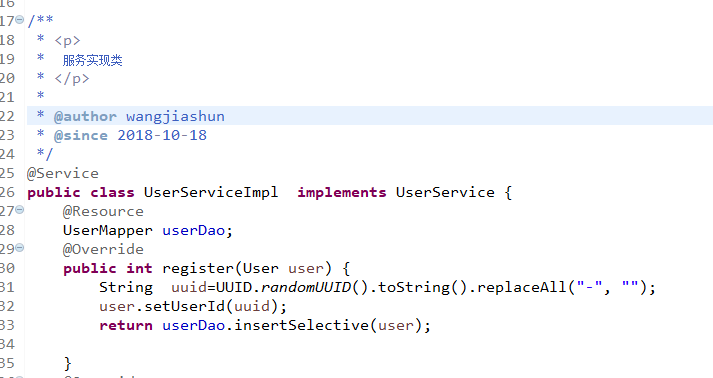 16
17 /**
18  * <p>
19  *  服务实现类
20  * </p>
21  *
22  * @author wangjiashun
23  * @since 2018-10-18
24  */
25 @Service
26 public class UserServiceImpl  implements UserService {
27     @Resource
28     UserMapper userDao;
29     @Override
30     public int register(User user) {
31         String  uuid=UUID.randomUUID().toString().replaceAll("-", "");
32         user.setUserId(uuid);
33         return userDao.insertSelective(user);
34
35     }